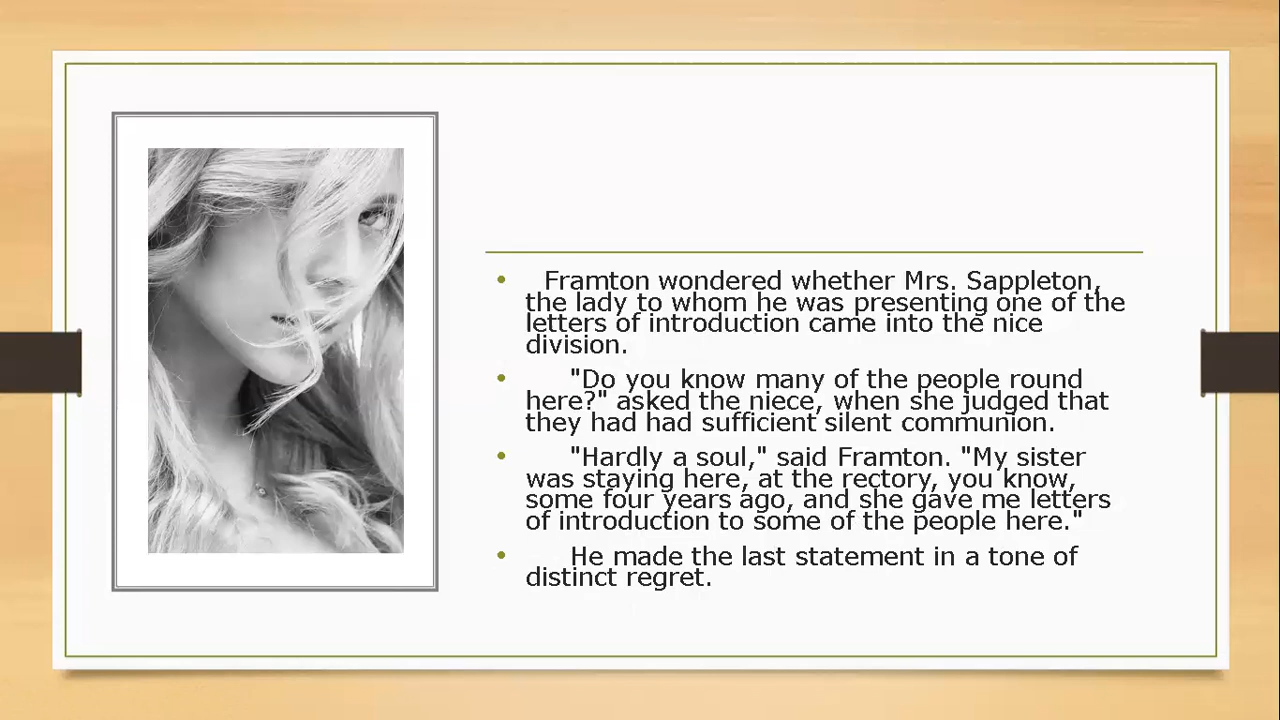 Framton wondered whether Mrs. Sappleton,
the lady to whom he was presenting one of the
letters of introduction came into the nice
division.
"Do you know many of the people round
here?" asked the niece, when she judged that
they had had sufficient silent communion.
"Hardly a soul," said Framton. "My sister
was staying here, at the rectory, you know,
some four years ago, and she gave me letters
of introduction to some of the people here."
He made the last statement in a tone of
distinct regret.